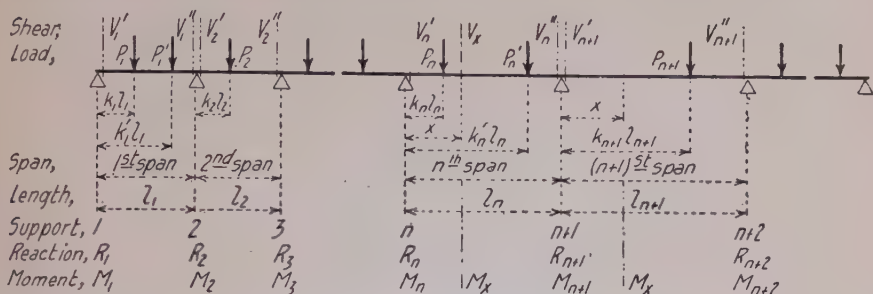 Shear, V₁′ V₁″ V₂′ V₂″ Vₙ′ Vₓ Vₙ″ Vₙ₊₁′ Vₙ₊₁″
Load, P₁ P₁′ P₂ Pₙ Pₙ′ Pₙ₊₁
k₁l₁ k₂l₂ kₙlₙ x
k₁′l₁ x kₙ′lₙ kₙ₊₁lₙ₊₁
Span, 1st span 2nd span nth span (n+1)st span
length, l₁ l₂ lₙ lₙ₊₁
Support, 1 2 3 n n+1 n+2
Reaction, R₁ R₂ R₃ Rₙ Rₙ₊₁ Rₙ₊₂
Moment, M₁ M₂ M₃ Mₙ Mₓ Mₙ₊₁ Mₓ Mₙ₊₂